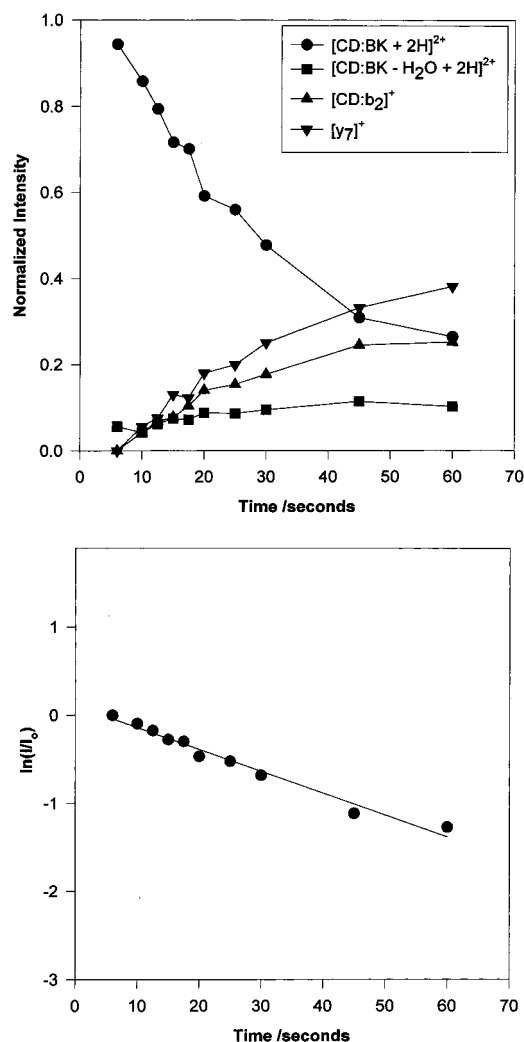 1.0
[CD:BK + 2H]²⁺
[CD:BK - H₂O + 2H]²⁺
0.8
[CD:b₂]⁺
[y₇]⁺
0.6
Normalized Intensity
0.4
0.2
0.0
0 10 20 30 40 50 60 70
Time /seconds
1
0
ln(I/Iₒ)
-1
-2
-3
0 10 20 30 40 50 60 70
Time /seconds